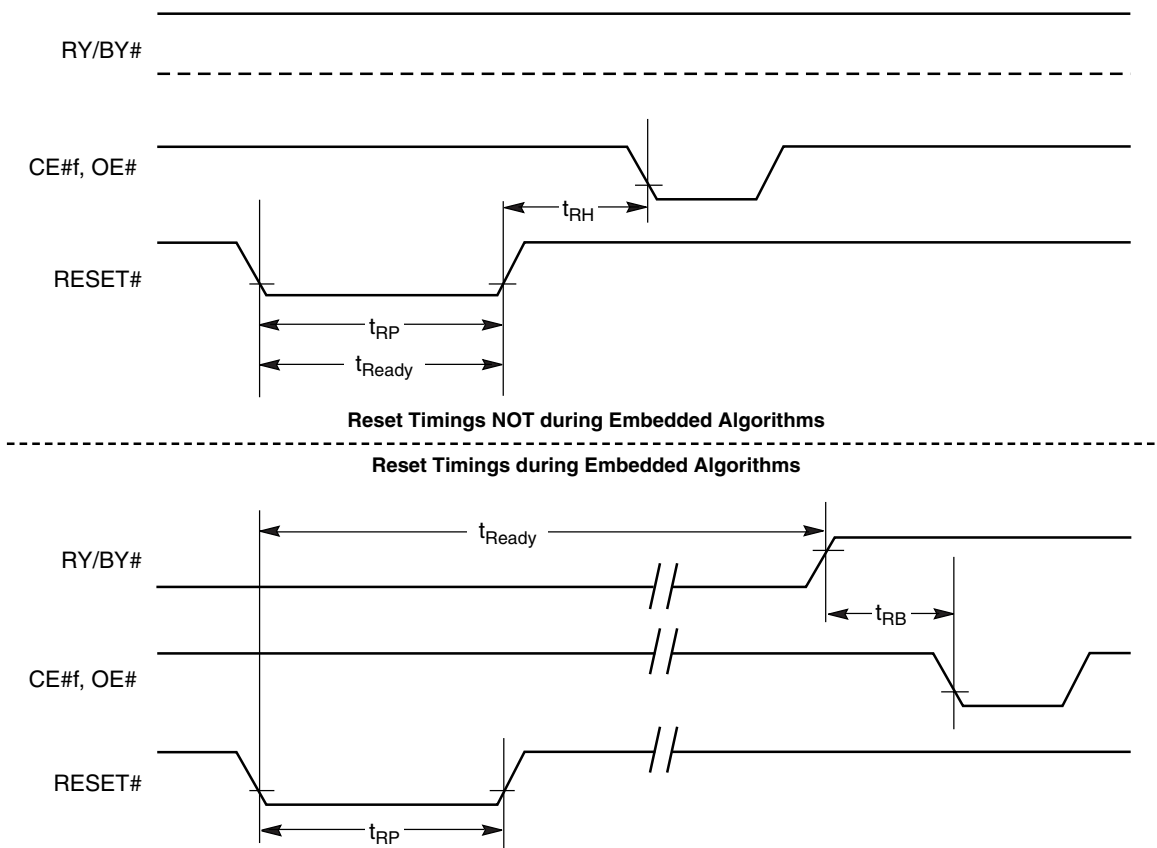 RY/BY#
CE#f, OE#
tRH
RESET#
tRP
tReady
Reset Timings NOT during Embedded Algorithms
Reset Timings during Embedded Algorithms
tReady
RY/BY#
tRB
CE#f, OE#
RESET#
tRP